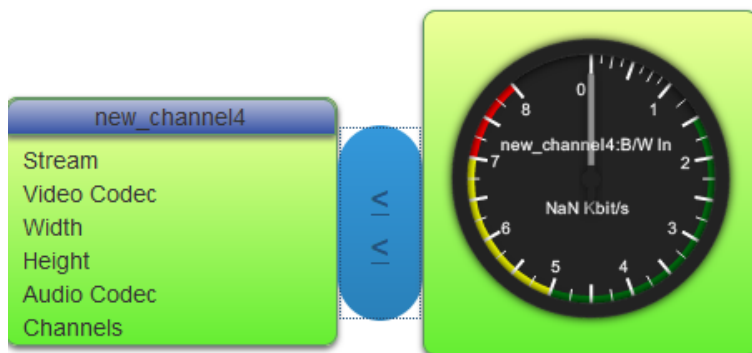 new_channel4
Stream
Video Codec
Width
Height
Audio Codec
Channels
<
<
0
1
2
3
4
5
6
7
8
new_channel4:B/W In
NaN Kbit/s